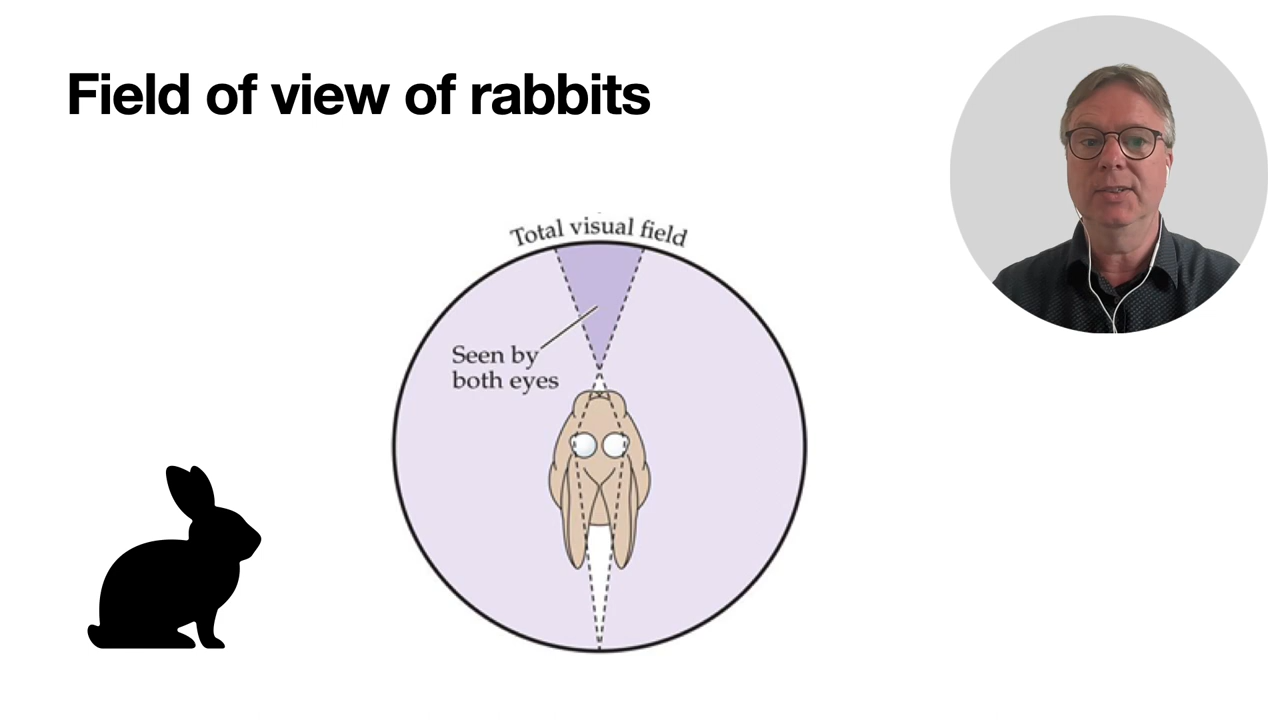 Field of view of rabbits
Total visual field
Seen by
both eyes